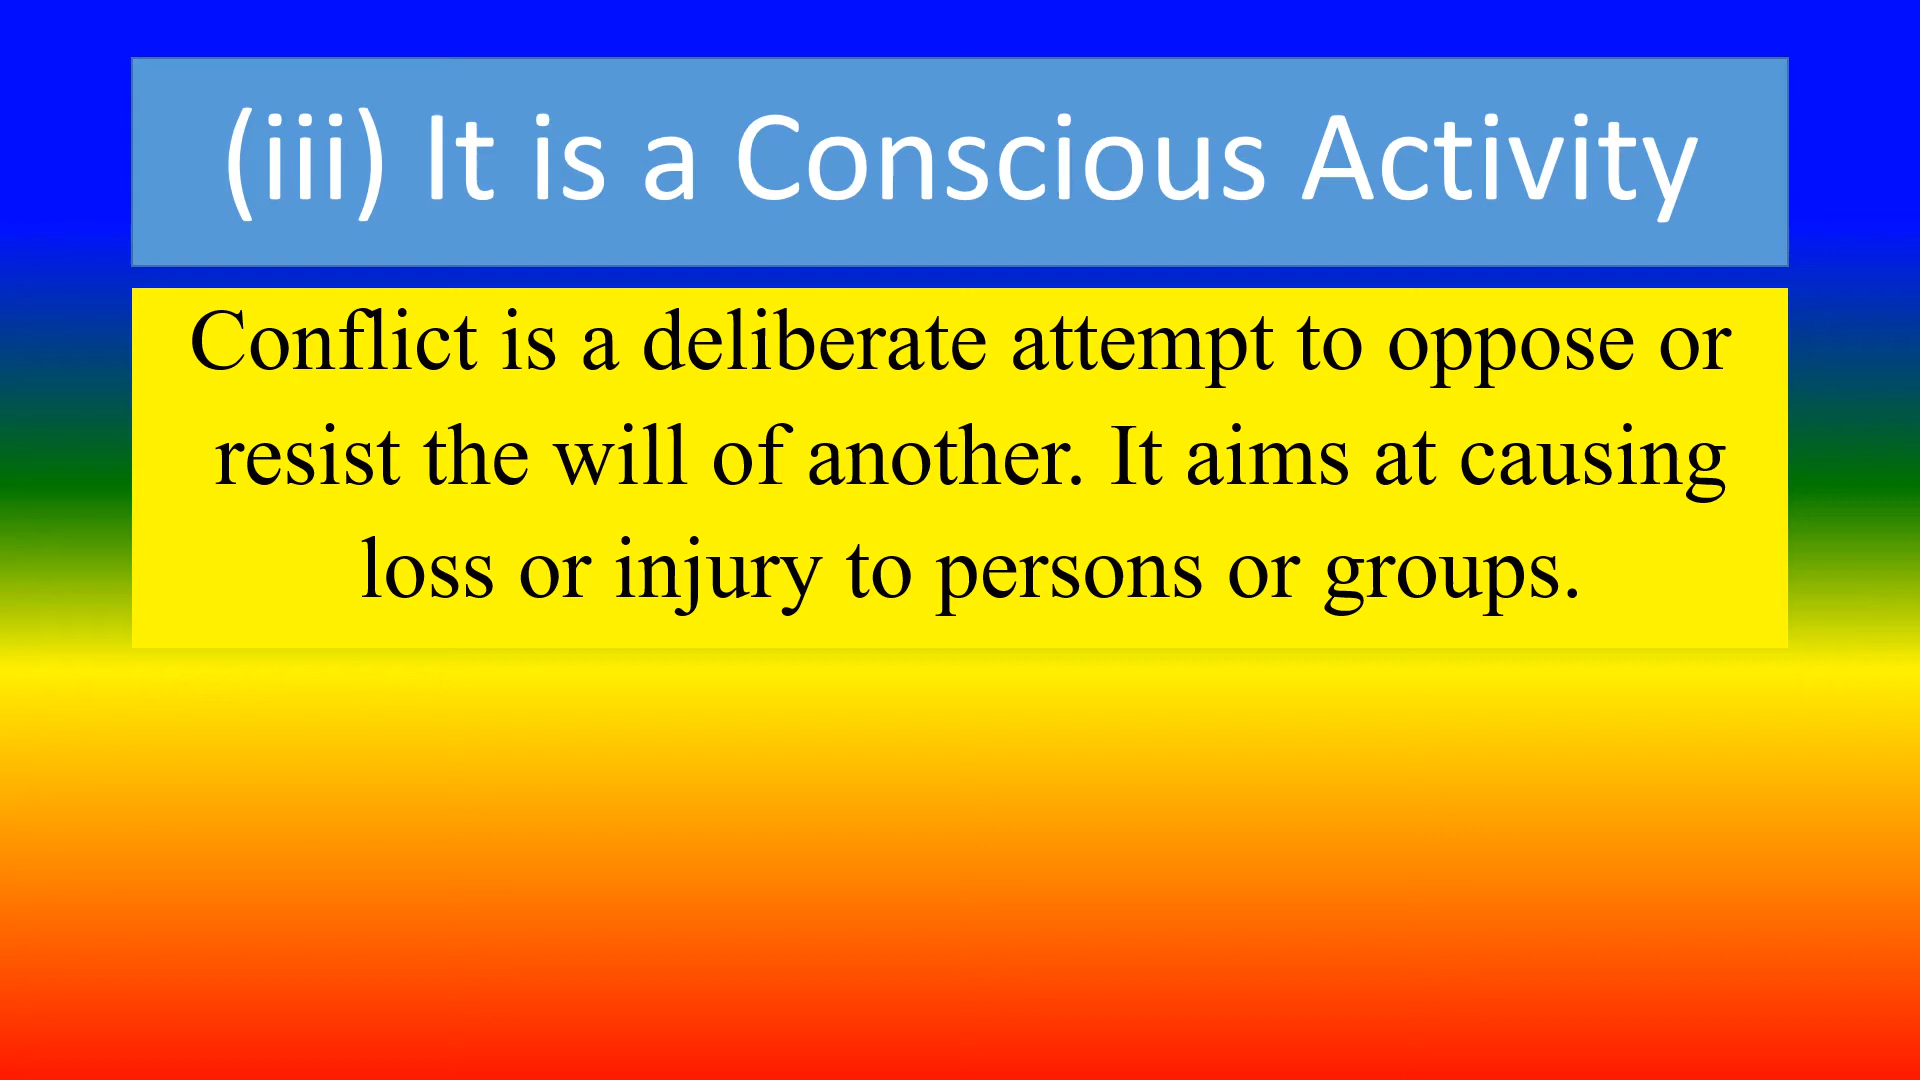 (iii) It is a Conscious Activity
Conflict is a deliberate attempt to oppose or
resist the will of another. It aims at causing
loss or injury to persons or groups.